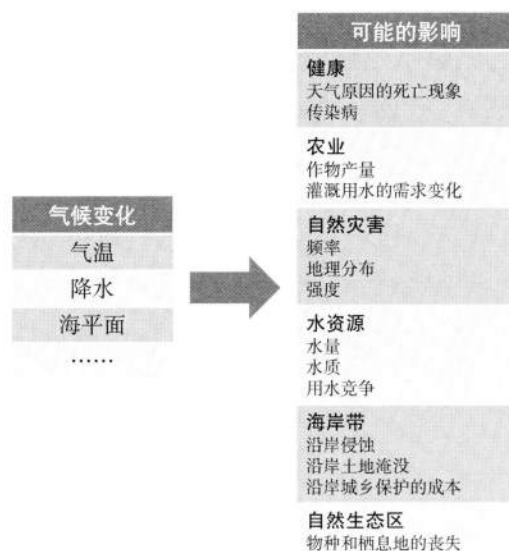 气候变化
气温
降水
海平面
……
可能的影响
健康
天气原因的死亡现象
传染病
农业
作物产量
灌溉用水的需求变化
自然灾害
频率
地理分布
强度
水资源
水量
水质
用水竞争
海岸带
沿岸侵蚀
沿岸土地淹没
沿岸城乡保护的成本
自然生态区
物种和栖息地的丧失